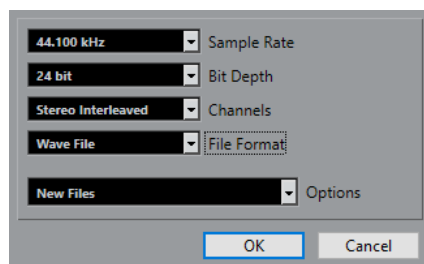 44.100 kHz Sample Rate
24 bit Bit Depth
Stereo Interleaved Channels
Wave File File Format
New Files Options
OK Cancel